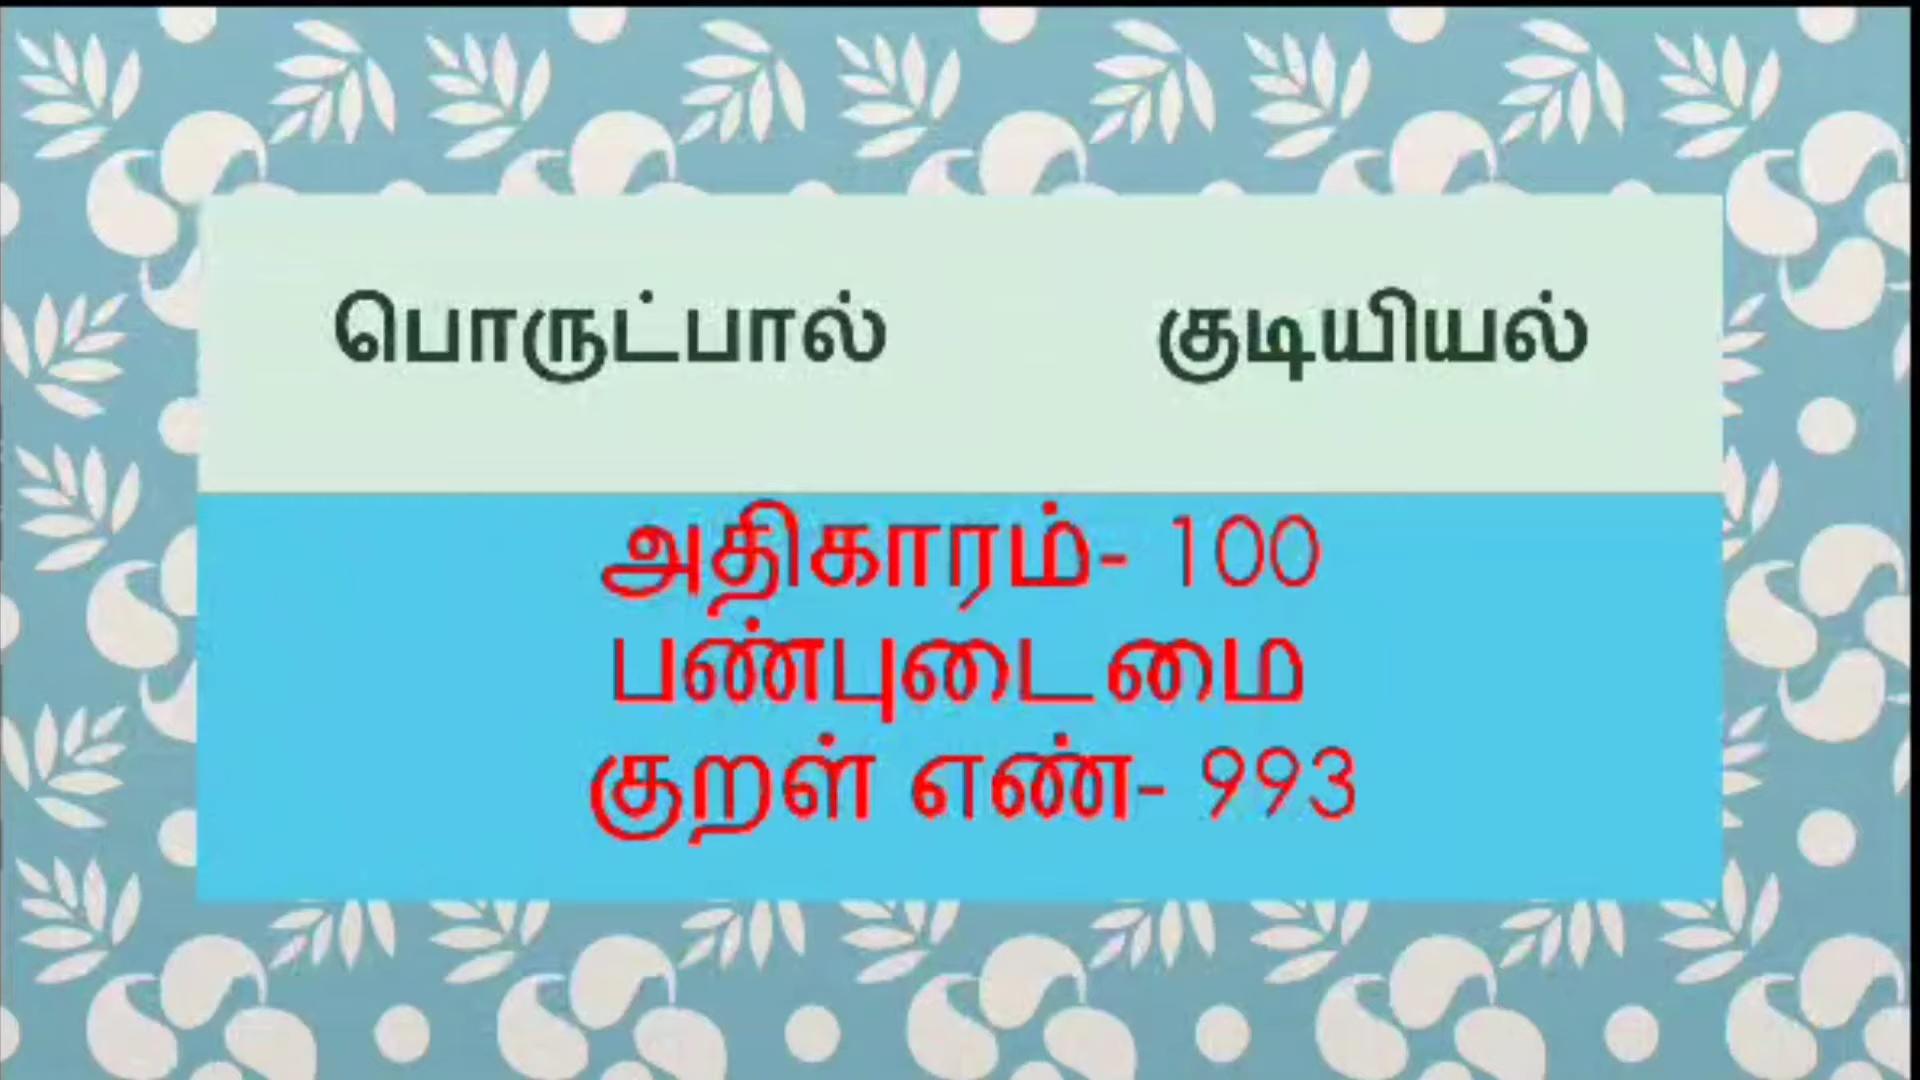 பொருட்பால் குடியியல்
அதிகாரம்- 100
பண்புடைமை
குறள் எண்- 993